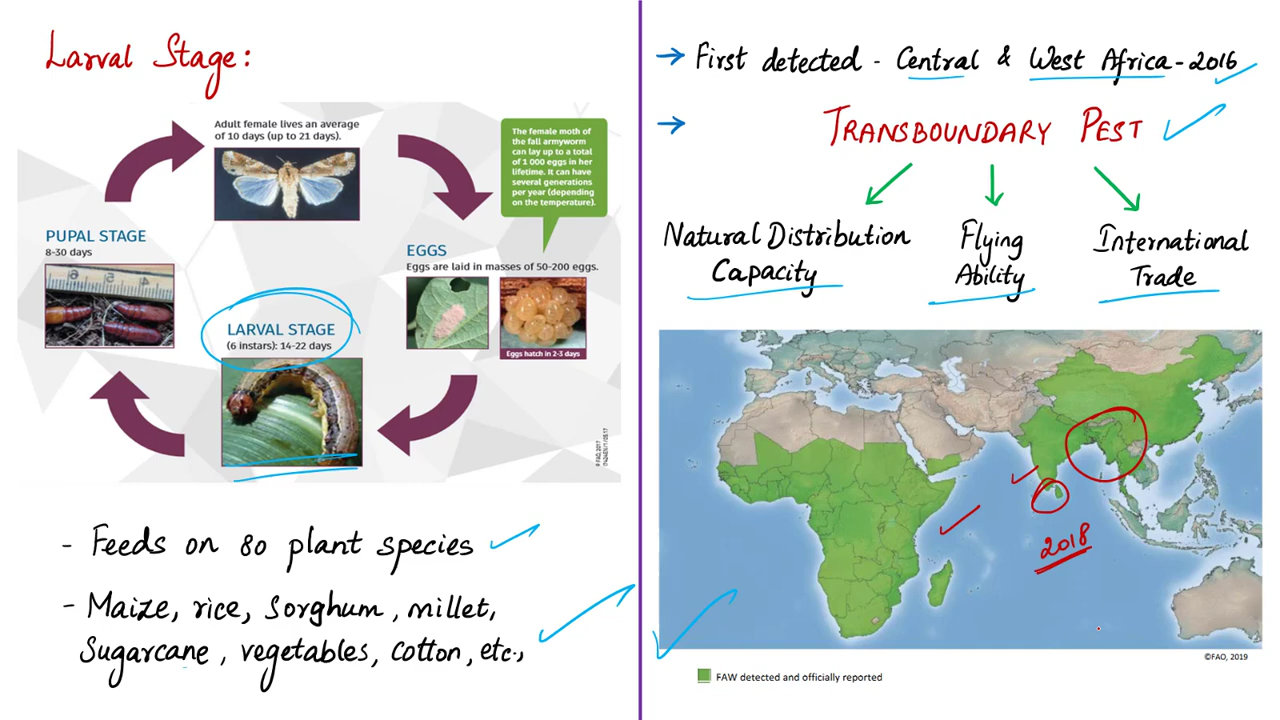 Larval Stage:
Adult female lives an average
of 10 days (up to 21 days).
The female moth of
the fall armyworm
can lay up to a total
of 1 000 eggs in her
lifetime. It can have
several generations
per year (depending
on the temperature).
PUPAL STAGE
8-30 days
EGGS
Eggs are laid in masses of 50-200 eggs.
Eggs hatch in 2-3 days
LARVAL STAGE
(6 instars): 14-22 days
- Feeds on 80 plant species
- Maize, rice, Sorghum, millet,
Sugarcane, vegetables, cotton, etc.,
→ First detected - Central & West Africa - 2016
→ TRANSBOUNDARY PEST
Natural Distribution
Capacity
Flying
Ability
International
Trade
2018
©FAO, 2019
FAW detected and officially reported